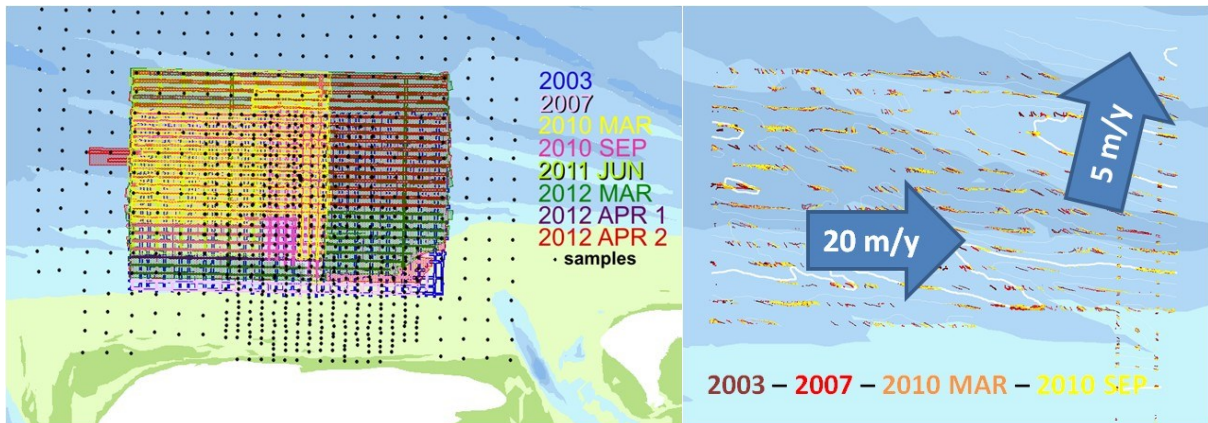 2003
2007
2010 MAR
2010 SEP
2011 JUN
2012 MAR
2012 APR 1
2012 APR 2
· samples
5 m/y
20 m/y
2003 – 2007 – 2010 MAR – 2010 SEP